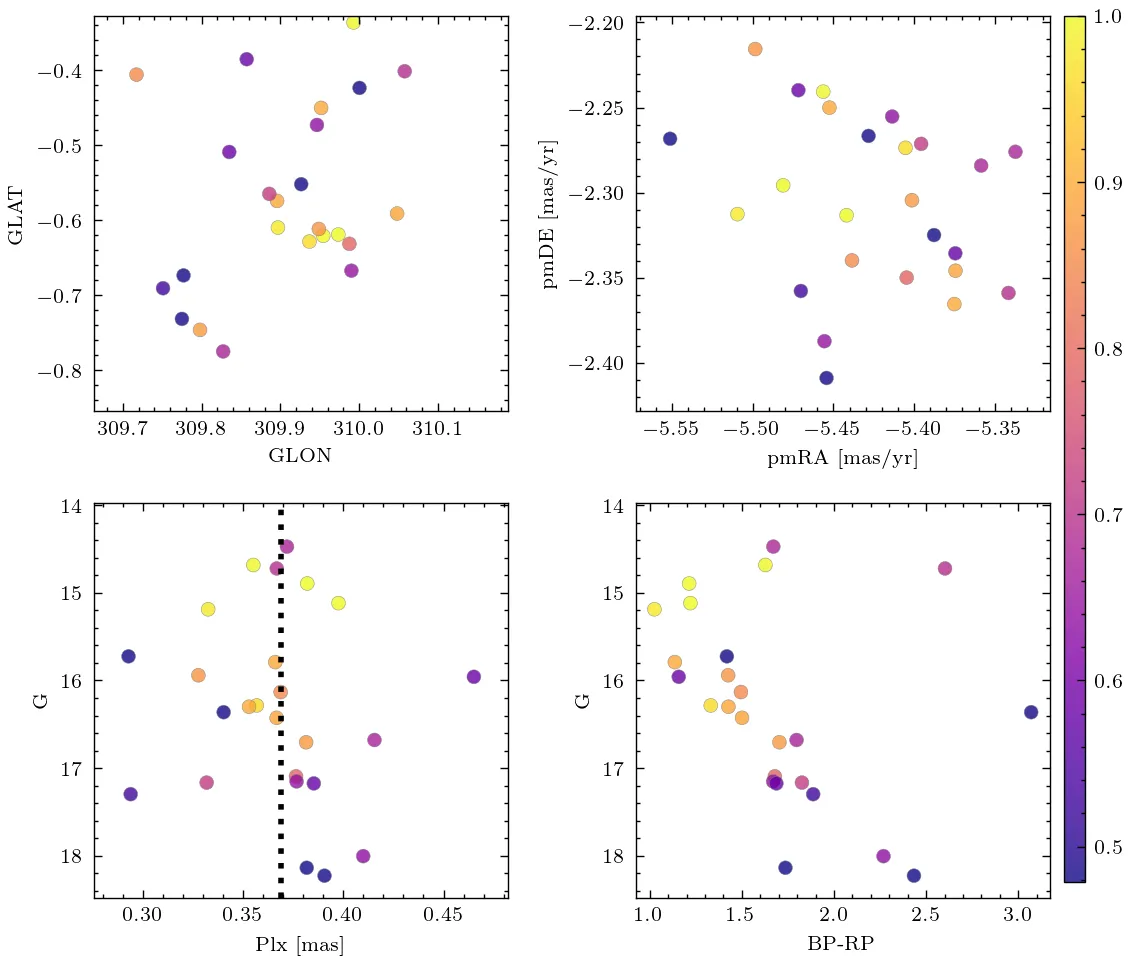 −0.4
−0.5
−0.6
−0.7
−0.8
GLAT
309.7 309.8 309.9 310.0 310.1
GLON
−2.20
−2.25
−2.30
−2.35
−2.40
pmDE [mas/yr]
−5.55 −5.50 −5.45 −5.40 −5.35
pmRA [mas/yr]
1.0
0.9
0.8
0.7
0.6
0.5
14
15
16
17
18
G
0.30 0.35 0.40 0.45
Plx [mas]
14
15
16
17
18
G
1.0 1.5 2.0 2.5 3.0
BP-RP